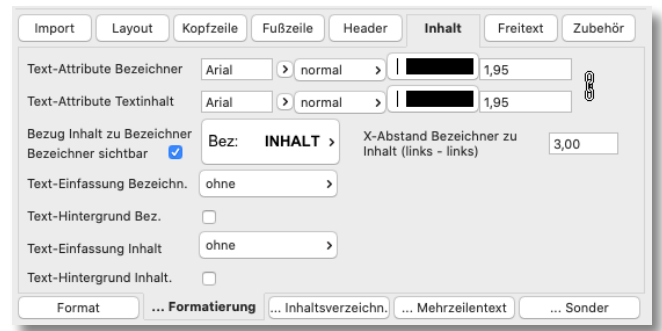 Import Layout Kopfzeile Fußzeile Header Inhalt Freitext Zubehör
Text-Attribute Bezeichner Arial > normal > 1,95
Text-Attribute Textinhalt Arial > normal > 1,95
Bezug Inhalt zu Bezeichner
Bezeichner sichtbar
Bez: INHALT >
X-Abstand Bezeichner zu
Inhalt (links - links)
3,00
Text-Einfassung Bezeichn. ohne >
Text-Hintergrund Bez.
Text-Einfassung Inhalt ohne >
Text-Hintergrund Inhalt.
Format ... Formatierung ... Inhaltsverzeichn. ... Mehrzeilentext ... Sonder